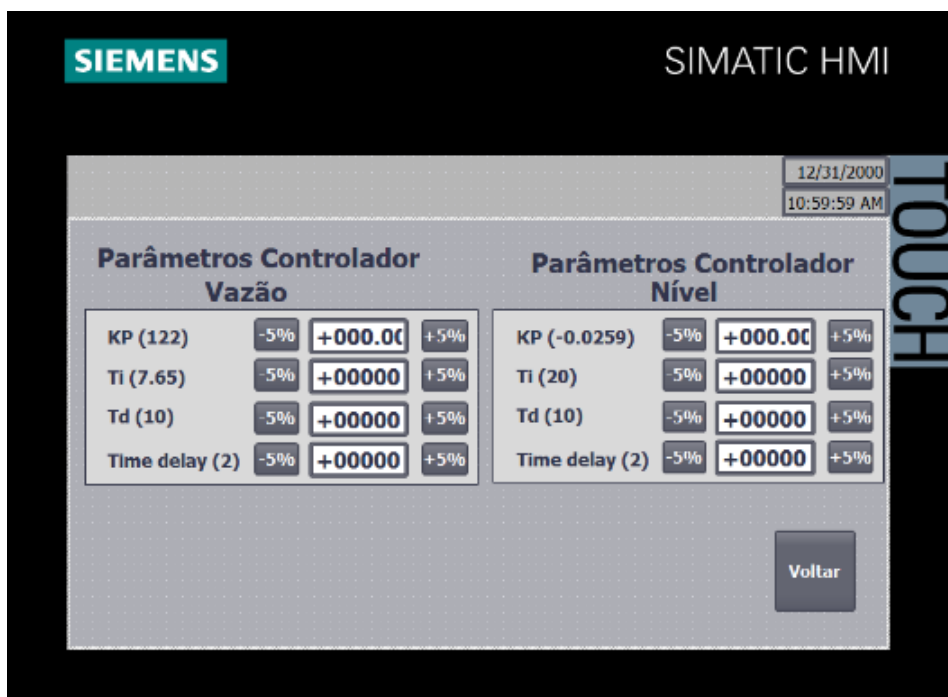 SIEMENS
SIMATIC HMI
TOUCH
12/31/2000
10:59:59 AM
Parâmetros Controlador
Vazão
KP (122) -5% +000.00 +5%
Ti (7.65) -5% +00000 +5%
Td (10) -5% +00000 +5%
Time delay (2) -5% +00000 +5%
Parâmetros Controlador
Nível
KP (-0.0259) -5% +000.00 +5%
Ti (20) -5% +00000 +5%
Td (10) -5% +00000 +5%
Time delay (2) -5% +00000 +5%
Voltar